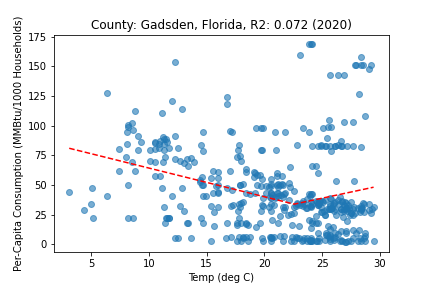 County: Gadsden, Florida, R2: 0.072 (2020)
Per-Capita Consumption (MMBtu/1000 Households)
175
150
125
100
75
50
25
0
5 10 15 20 25 30
Temp (deg C)